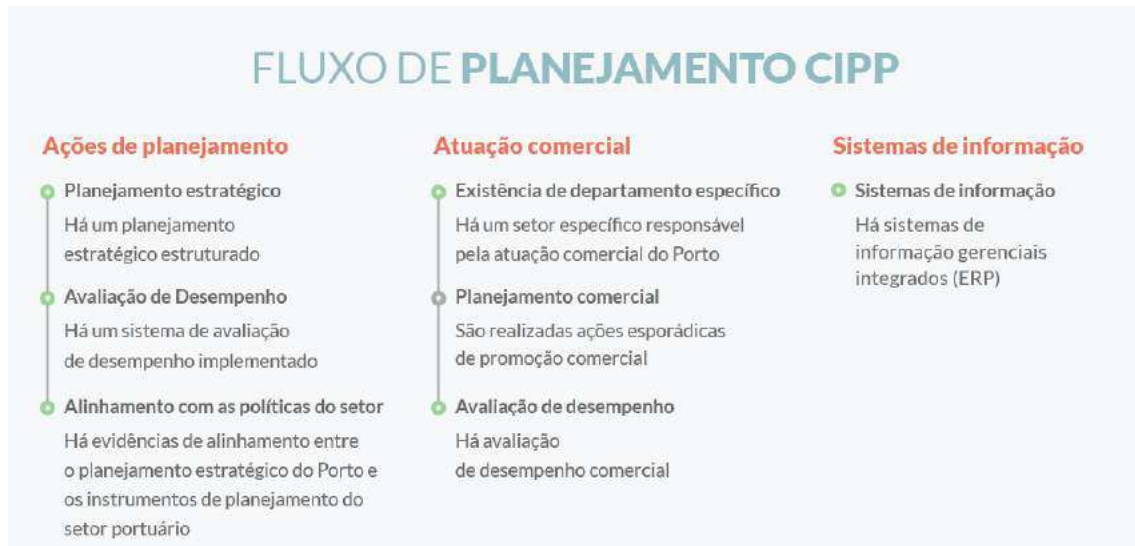 FLUXO DE PLANEJAMENTO CIPP
Ações de planejamento
Planejamento estratégico
Há um planejamento
estratégico estruturado
Avaliação de Desempenho
Há um sistema de avaliação
de desempenho implementado
Alinhamento com as políticas do setor
Há evidências de alinhamento entre
o planejamento estratégico do Porto e
os instrumentos de planejamento do
setor portuário
Atuação comercial
Existência de departamento específico
Há um setor específico responsável
pela atuação comercial do Porto
Planejamento comercial
São realizadas ações esporádicas
de promoção comercial
Avaliação de desempenho
Há avaliação
de desempenho comercial
Sistemas de informação
Sistemas de informação
Há sistemas de
informação gerenciais
integrados (ERP)